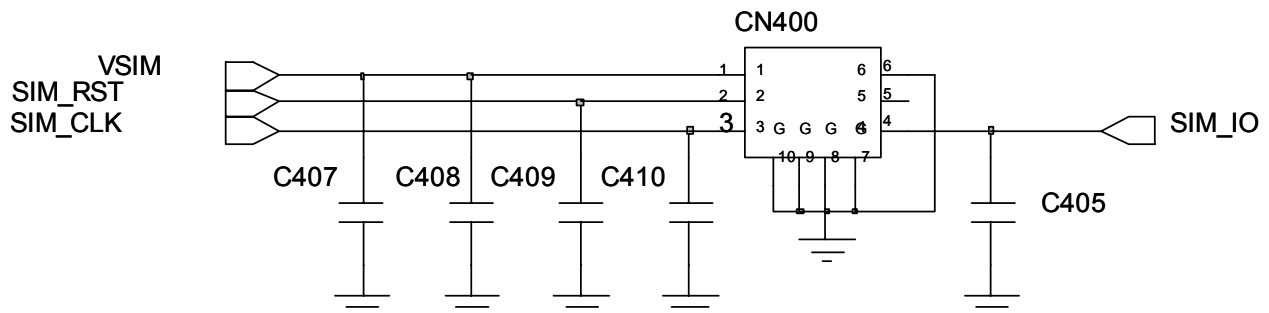 CN400
VSIM 1 1 6 6
SIM_RST 2 2 5 5
SIM_CLK 3 3 G G G G 4 4 SIM_IO
10 9 8 7
C407 C408 C409 C410
C405